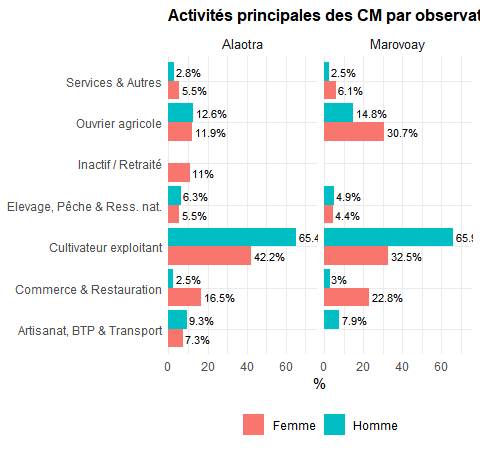 Activités principales des CM par observat
Alaotra
Marovoay
Services & Autres
2.8%
5.5%
2.5%
6.1%
Ouvrier agricole
12.6%
11.9%
14.8%
30.7%
Inactif / Retraité
11%
Elevage, Pêche & Ress. nat.
6.3%
5.5%
4.9%
4.4%
Cultivateur exploitant
65.4
42.2%
65.9
32.5%
Commerce & Restauration
2.5%
16.5%
3%
22.8%
Artisanat, BTP & Transport
9.3%
7.3%
7.9%
0 20 40 60
0 20 40 60
%
Femme
Homme